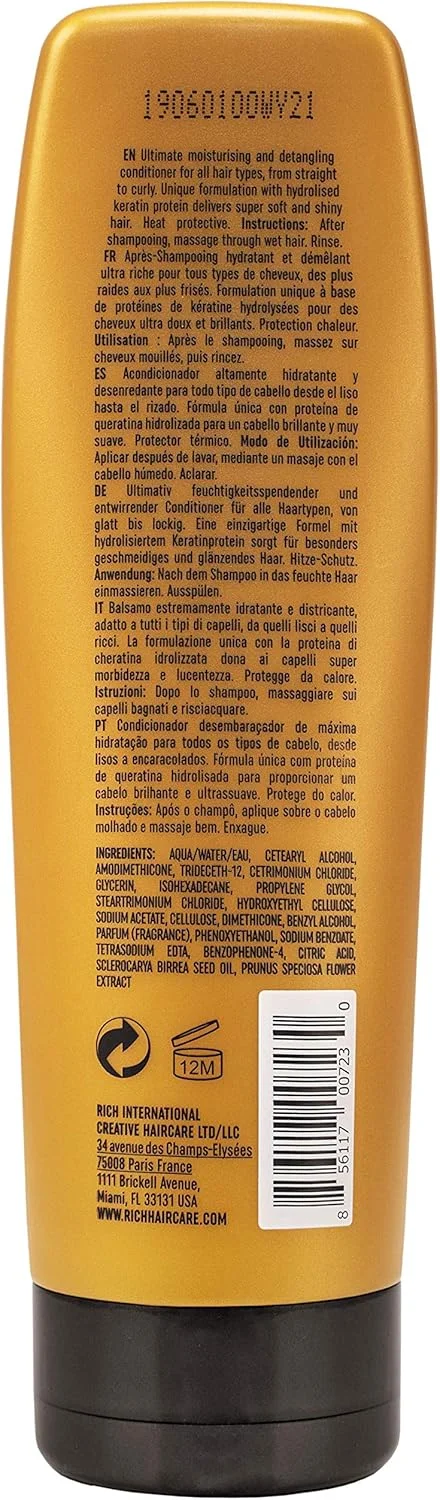 19060100WY21
EN Ultimate moisturising and detangling
conditioner for all hair types, from straight
to curly. Unique formulation with hydrolised
keratin protein delivers super soft and shiny
hair. Heat protective. Instructions: After
shampooing, massage through wet hair. Rinse.
FR Après-Shampooing hydratant et démêlant
ultra riche pour tous types de cheveux, des plus
raides aux plus frisés. Formulation unique à base
de protéines de kératine hydrolysées pour des
cheveux ultra doux et brillants. Protection chaleur.
Utilisation : Après le shampooing, massez sur
cheveux mouillés, puis rincez.
ES Acondicionador altamente hidratante y
desenredante para todo tipo de cabello desde el liso
hasta el rizado. Fórmula única con proteína de
queratina hidrolizada para un cabello brillante y muy
suave. Protector térmico. Modo de Utilización:
Aplicar después de lavar, mediante un masaje con el
cabello húmedo. Aclarar.
DE Ultimativ feuchtigkeitsspendender und
entwirrender Conditioner für alle Haartypen, von
glatt bis lockig. Eine einzigartige Formel mit
hydrolisiertem Keratinprotein sorgt für besonders
geschmeidiges und glänzendes Haar. Hitze-Schutz.
Anwendung: Nach dem Shampoo in das feuchte Haar
einmassieren. Ausspülen.
IT Balsamo estremamente idratante e districante,
adatto a tutti i tipi di capelli, da quelli lisci a quelli
ricci. La formulazione unica con la proteina di
cheratina idrolizzata dona ai capelli super
morbidezza e lucentezza. Protegge da calore.
Istruzioni: Dopo lo shampoo, massaggiare sui
capelli bagnati e risciacquare.
PT Condicionador desembaraçador de máxima
hidratação para todos os tipos de cabelo, desde
lisos a encaracolados. Fórmula única com proteína
de queratina hidrolisada para proporcionar um
cabelo brilhante e ultrassuave. Protege do calor.
Instruções: Após o champô, aplique sobre o cabelo
molhado e massaje bem. Enxague.
INGREDIENTS: AQUA/WATER/EAU, CETEARYL ALCOHOL,
AMODIMETHICONE, TRIDECETH-12, CETRIMONIUM CHLORIDE,
GLYCERIN, ISOHEXADECANE, PROPYLENE GLYCOL,
STEARTRIMONIUM CHLORIDE, HYDROXYETHYL CELLULOSE,
SODIUM ACETATE, CELLULOSE, DIMETHICONE, BENZYL ALCOHOL,
PARFUM (FRAGRANCE), PHENOXYETHANOL, SODIUM BENZOATE,
TETRASODIUM EDTA, BENZOPHENONE-4, CITRIC ACID,
SCLEROCARYA BIRREA SEED OIL, PRUNUS SPECIOSA FLOWER
EXTRACT
12M
RICH INTERNATIONAL
CREATIVE HAIRCARE LTD/LLC
34 avenue des Champs-Elysées
75008 Paris France
1111 Brickell Avenue,
Miami, FL 33131 USA
WWW.RICHHAIRCARE.COM
8 56117 00723 0